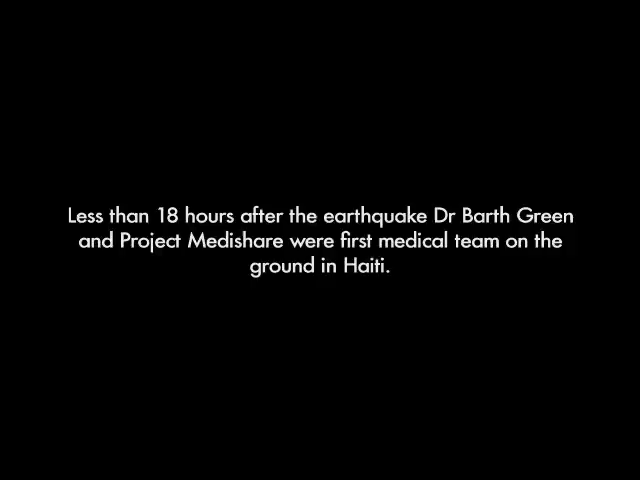 Less than 18 hours after the earthquake Dr Barth Green
and Project Medishare were first medical team on the
ground in Haiti.